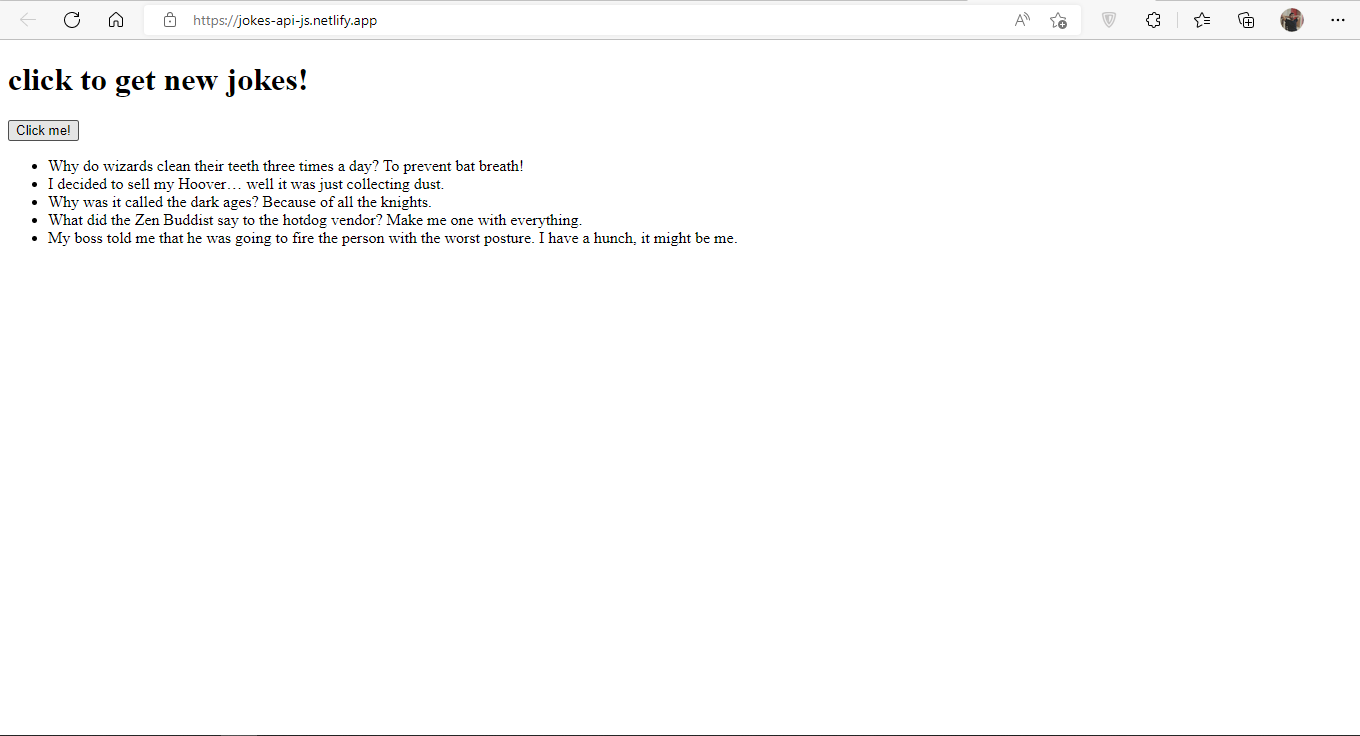 https://jokes-api-js.netlify.app
click to get new jokes!
Click me!
Why do wizards clean their teeth three times a day? To prevent bat breath!
I decided to sell my Hoover… well it was just collecting dust.
Why was it called the dark ages? Because of all the knights.
What did the Zen Buddist say to the hotdog vendor? Make me one with everything.
My boss told me that he was going to fire the person with the worst posture. I have a hunch, it might be me.